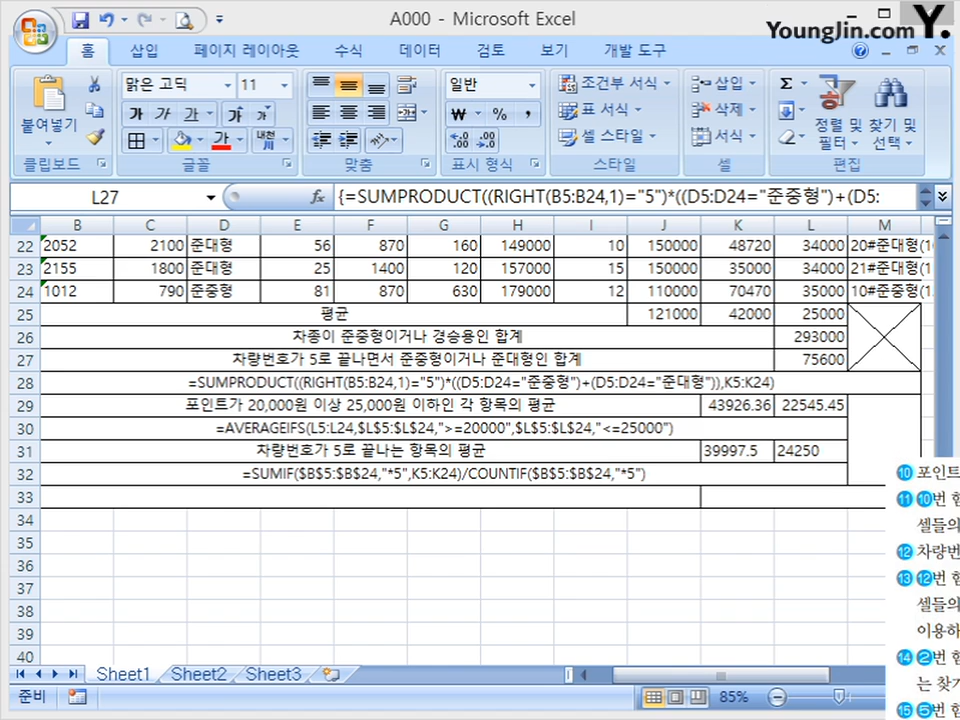 A000 - Microsoft Excel
YoungJin.com Y.
홈 삽입 페이지 레이아웃 수식 데이터 검토 보기 개발 도구
붙여넣기
맑은 고딕 11
가 가 가 가 가
가 내천
일반
₩ % ,
조건부 서식
표 서식
셀 스타일
삽입
삭제
서식
Σ
정렬 및 필터
찾기 및 선택
클립보드 글꼴 맞춤 표시 형식 스타일 셀 편집
L27 fx {=SUMPRODUCT((RIGHT(B5:B24,1)="5")*((D5:D24="준중형")+(D5:
B C D E F G H I J K L M
22 2052 2100 준대형 56 870 160 149000 10 150000 48720 34000 20#준대형(1
23 2155 1800 준대형 25 1400 120 157000 15 150000 35000 34000 21#준대형(1
24 1012 790 준중형 81 870 630 179000 12 110000 70470 35000 10#준중형(1
25 평균 121000 42000 25000
26 차종이 준중형이거나 경승용인 합계 293000
27 차량번호가 5로 끝나면서 준중형이거나 준대형인 합계 75600
28 =SUMPRODUCT((RIGHT(B5:B24,1)="5")*((D5:D24="준중형")+(D5:D24="준대형")),K5:K24)
29 포인트가 20,000원 이상 25,000원 이하인 각 항목의 평균 43926.36 22545.45
30 =AVERAGEIFS(L5:L24,$L$5:$L$24,">=20000",$L$5:$L$24,"<=25000")
31 차량번호가 5로 끝나는 항목의 평균 39997.5 24250
32 =SUMIF($B$5:$B$24,"*5",K5:K24)/COUNTIF($B$5:$B$24,"*5")
33
34
35
36
37
38
39
40
⑩ 포인트
⑪ ⑩번 함
셀들의
⑫ 차량번
⑬ ⑫번 함
셀들의
이용하
⑭ ②번 함
는 찾기
⑮ ⑤번 함
Sheet1 Sheet2 Sheet3
준비 85%